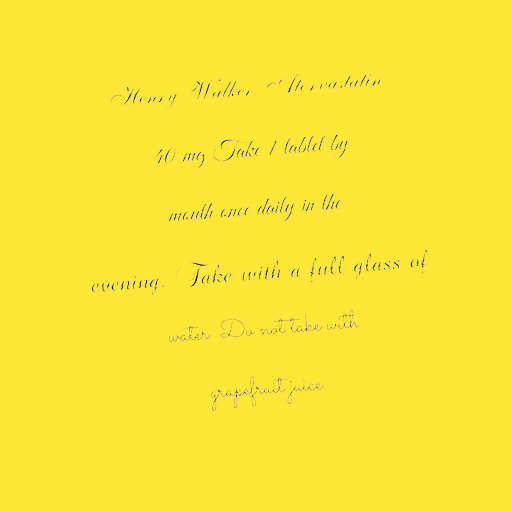 Henry Walker Atorvastatin
40 mg Take 1 tablet by
mouth once daily in the
evening. Take with a full glass of
water. Do not take with
grapefruit juice.